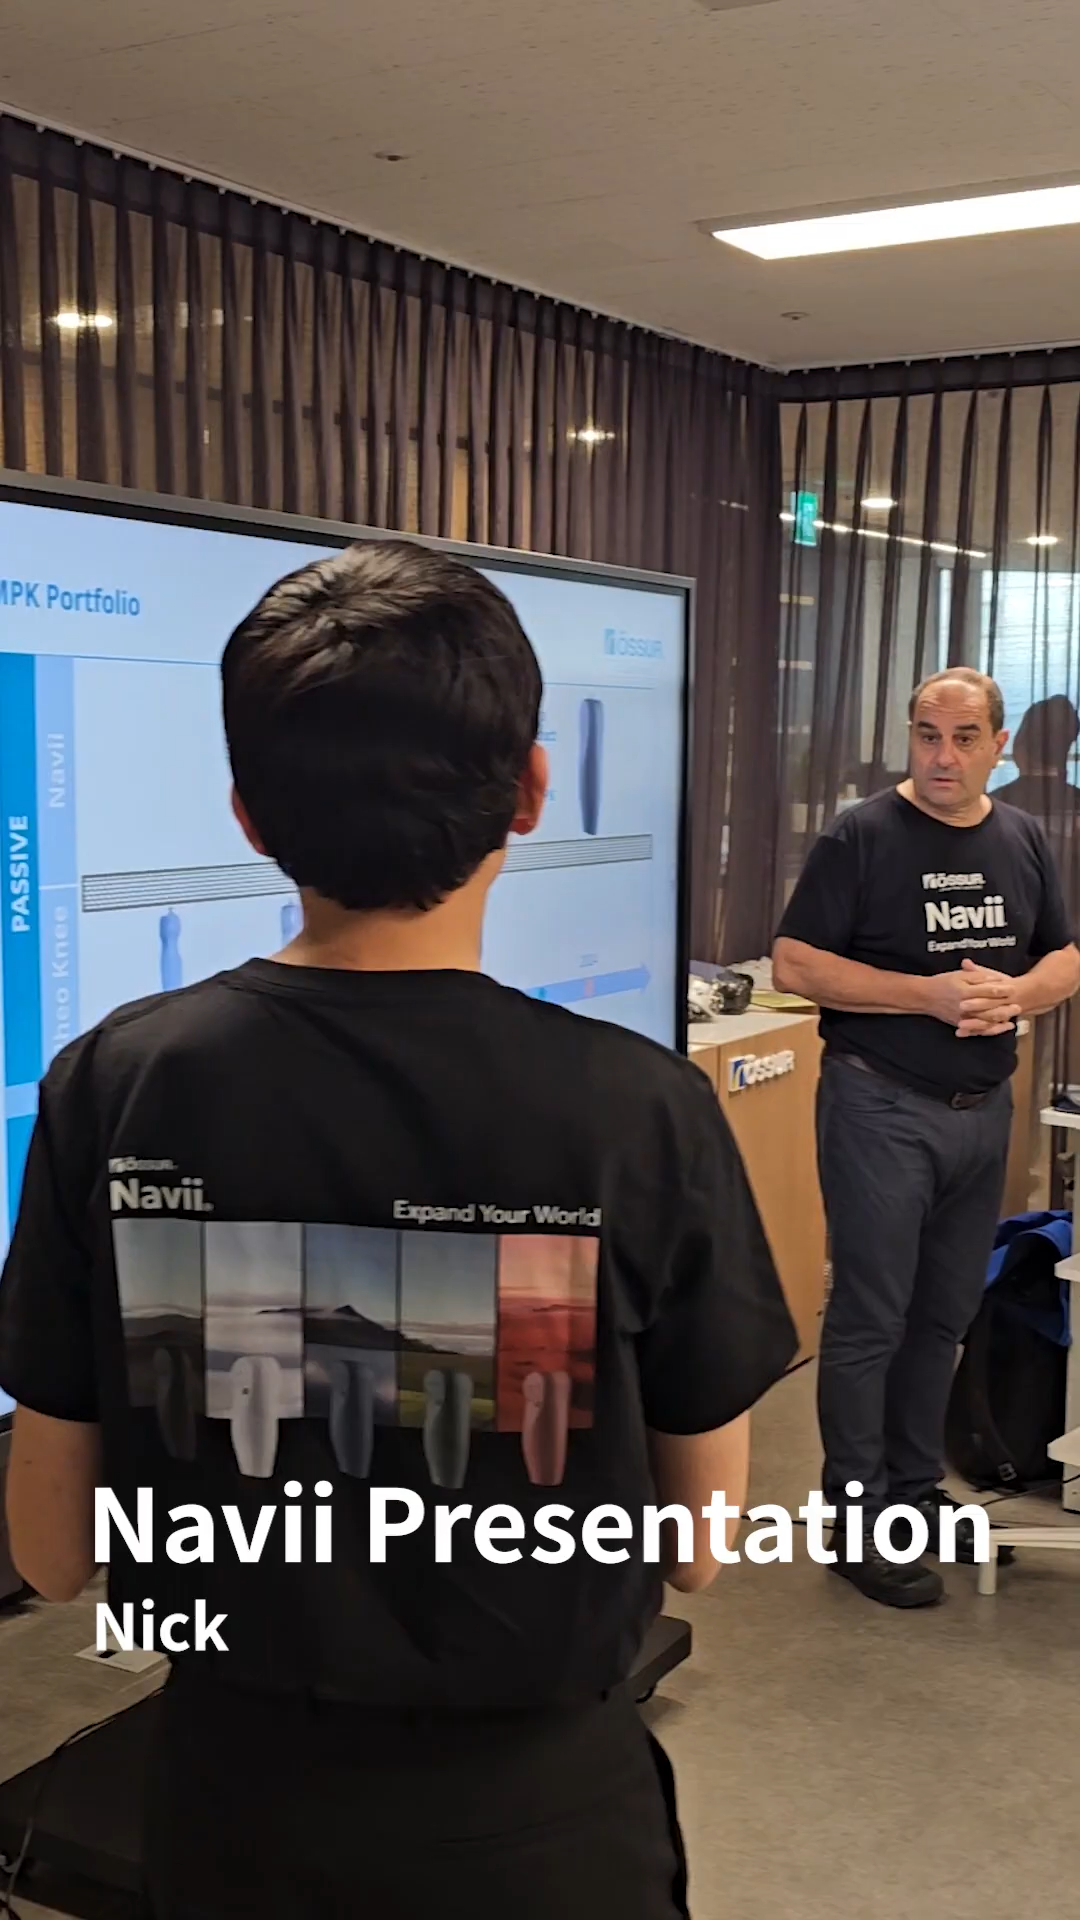 MPK Portfolio
ÖSSUR
PASSIVE
Navii
Rheo Knee
2024
ÖSSUR
Navii
Expand Your World
ÖSSUR
ÖSSUR
Navii.
Expand Your World
Navii Presentation
Nick